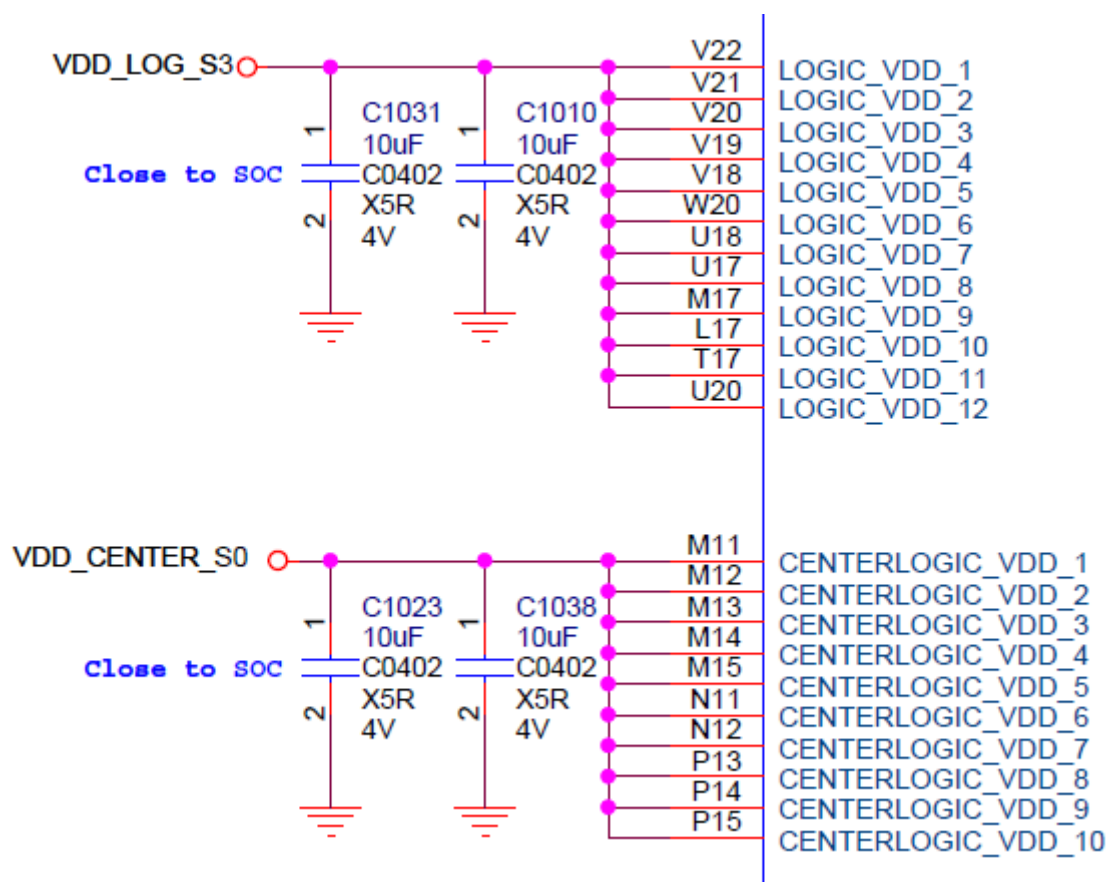 VDD_LOG_S3
V22 LOGIC_VDD_1
V21 LOGIC_VDD_2
V20 LOGIC_VDD_3
V19 LOGIC_VDD_4
V18 LOGIC_VDD_5
W20 LOGIC_VDD_6
U18 LOGIC_VDD_7
U17 LOGIC_VDD_8
M17 LOGIC_VDD_9
L17 LOGIC_VDD_10
T17 LOGIC_VDD_11
U20 LOGIC_VDD_12
Close to SOC
1
2
C1031
10uF
C0402
X5R
4V
1
2
C1010
10uF
C0402
X5R
4V
VDD_CENTER_S0
M11 CENTERLOGIC_VDD_1
M12 CENTERLOGIC_VDD_2
M13 CENTERLOGIC_VDD_3
M14 CENTERLOGIC_VDD_4
M15 CENTERLOGIC_VDD_5
N11 CENTERLOGIC_VDD_6
N12 CENTERLOGIC_VDD_7
P13 CENTERLOGIC_VDD_8
P14 CENTERLOGIC_VDD_9
P15 CENTERLOGIC_VDD_10
Close to SOC
1
2
C1023
10uF
C0402
X5R
4V
1
2
C1038
10uF
C0402
X5R
4V